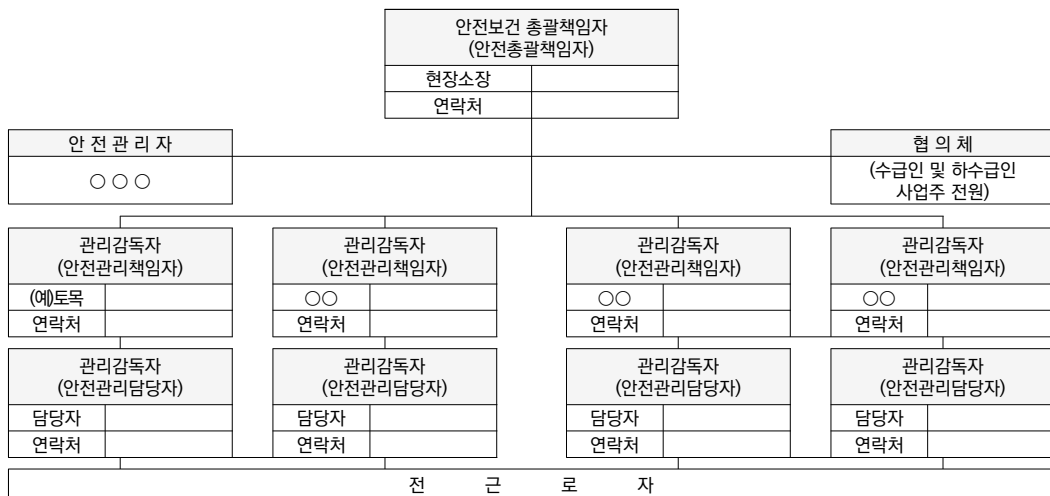 안전보건 총괄책임자
(안전총괄책임자)
현장소장
연락처
안 전 관 리 자
○ ○ ○
협 의 체
(수급인 및 하수급인
사업주 전원)
관리감독자
(안전관리책임자)
(예)토목
연락처
관리감독자
(안전관리책임자)
○○
연락처
관리감독자
(안전관리책임자)
○○
연락처
관리감독자
(안전관리책임자)
○○
연락처
관리감독자
(안전관리담당자)
담당자
연락처
관리감독자
(안전관리담당자)
담당자
연락처
관리감독자
(안전관리담당자)
담당자
연락처
관리감독자
(안전관리담당자)
담당자
연락처
전 근 로 자